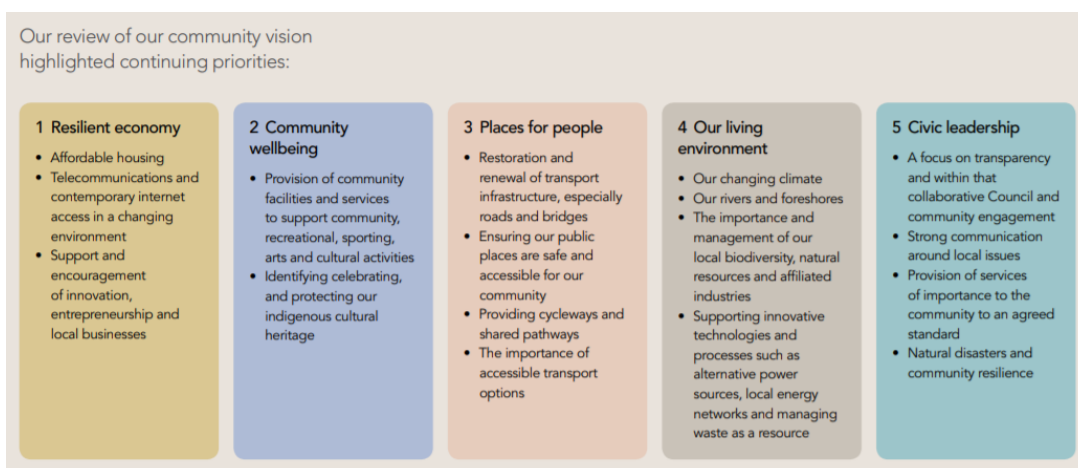 Our review of our community vision
highlighted continuing priorities:
1 Resilient economy
• Affordable housing
• Telecommunications and
contemporary internet
access in a changing
environment
• Support and
encouragement
of innovation,
entrepreneurship and
local businesses
2 Community
wellbeing
• Provision of community
facilities and services
to support community,
recreational, sporting,
arts and cultural activities
• Identifying celebrating,
and protecting our
indigenous cultural
heritage
3 Places for people
• Restoration and
renewal of transport
infrastructure, especially
roads and bridges
• Ensuring our public
places are safe and
accessible for our
community
• Providing cycleways and
shared pathways
• The importance of
accessible transport
options
4 Our living
environment
• Our changing climate
• Our rivers and foreshores
• The importance and
management of our
local biodiversity, natural
resources and affiliated
industries
• Supporting innovative
technologies and
processes such as
alternative power
sources, local energy
networks and managing
waste as a resource
5 Civic leadership
• A focus on transparency
and within that
collaborative Council and
community engagement
• Strong communication
around local issues
• Provision of services
of importance to the
community to an agreed
standard
• Natural disasters and
community resilience